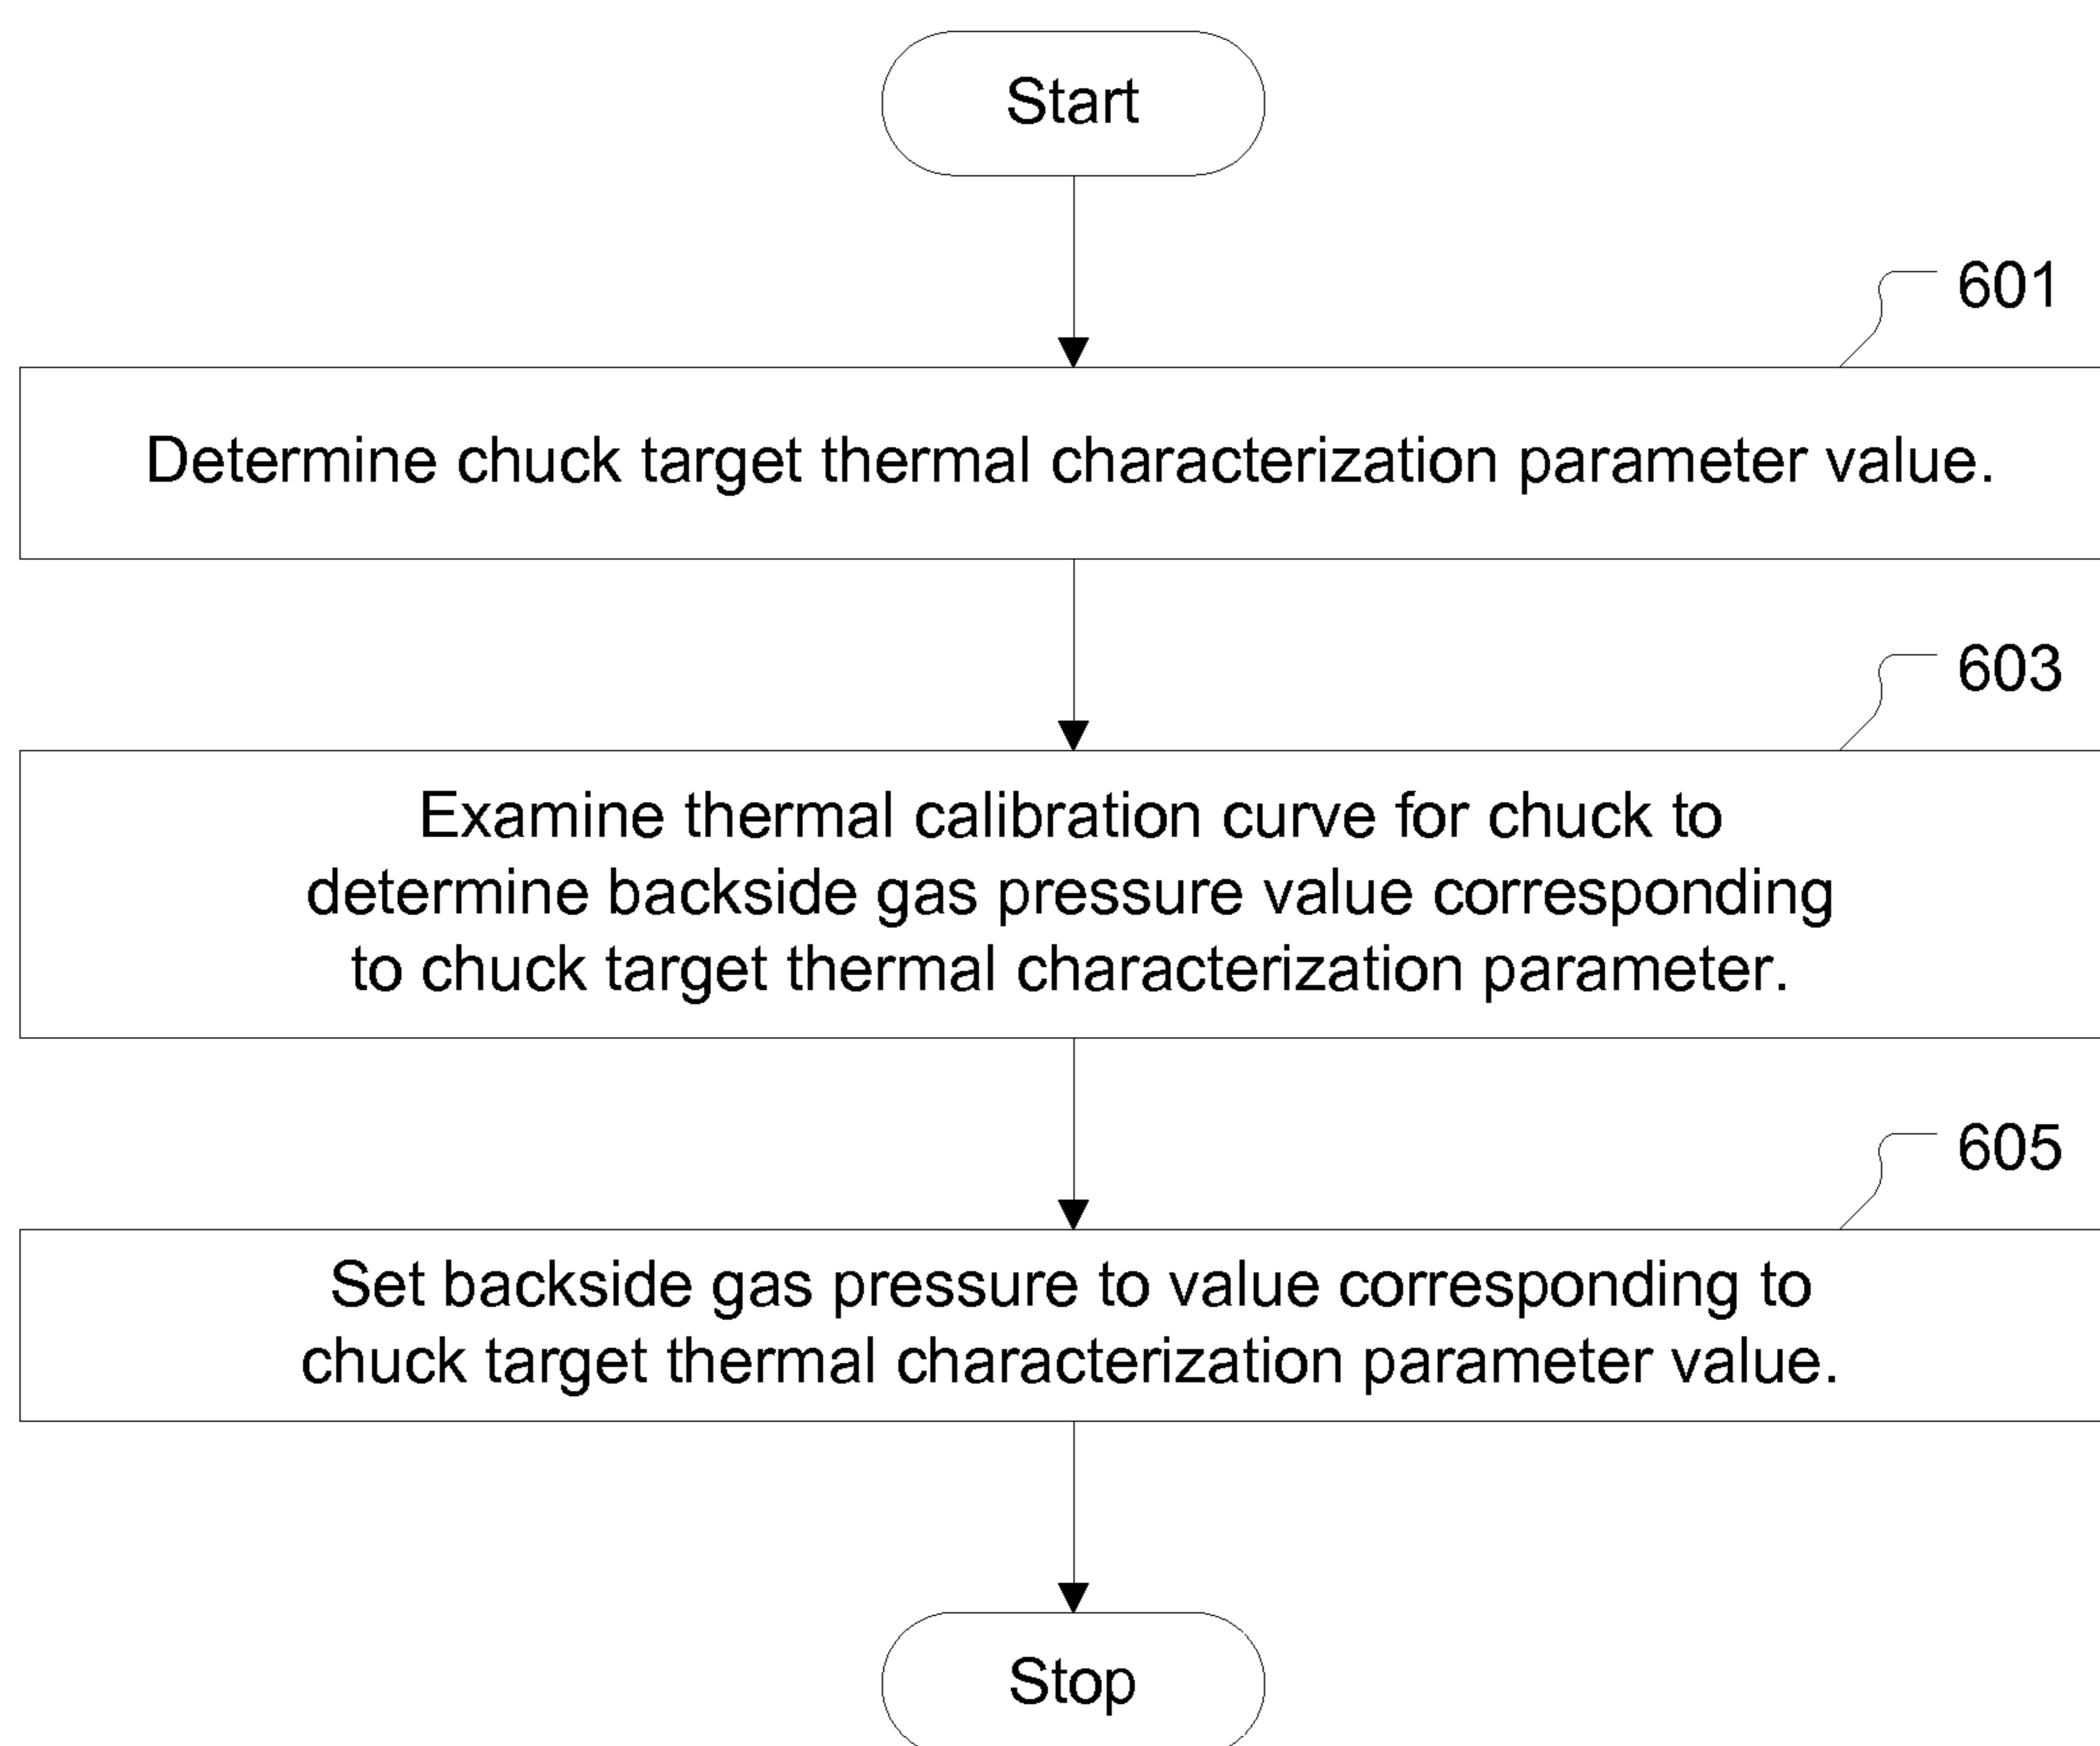 Start
601
Determine chuck target thermal characterization parameter value.
603
Examine thermal calibration curve for chuck to
determine backside gas pressure value corresponding
to chuck target thermal characterization parameter.
605
Set backside gas pressure to value corresponding to
chuck target thermal characterization parameter value.
Stop